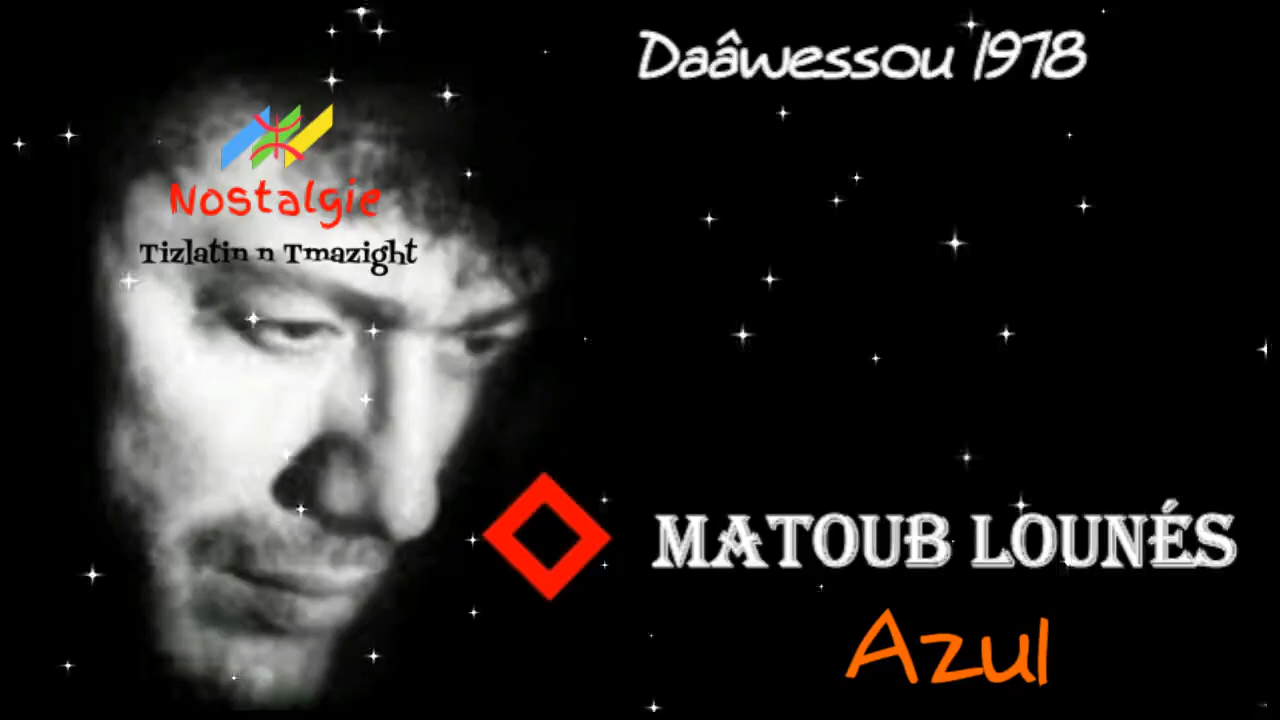 Daâwessou 1978
Nostalgie
Tizlatin n Tmazight
MATOUB LOUNÉS
Azul